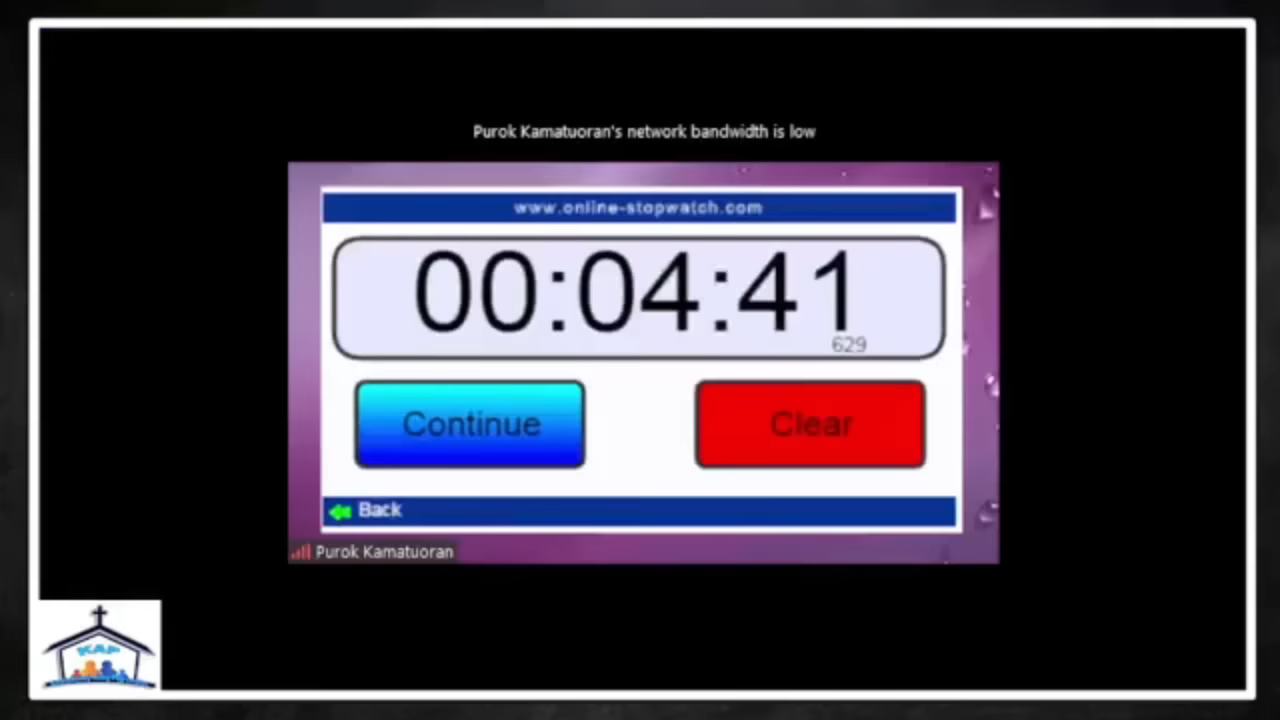 Purok Kamatuoran's network bandwidth is low
www.online-stopwatch.com
00:04:41
629
Continue
Clear
Back
Purok Kamatuoran
KAP